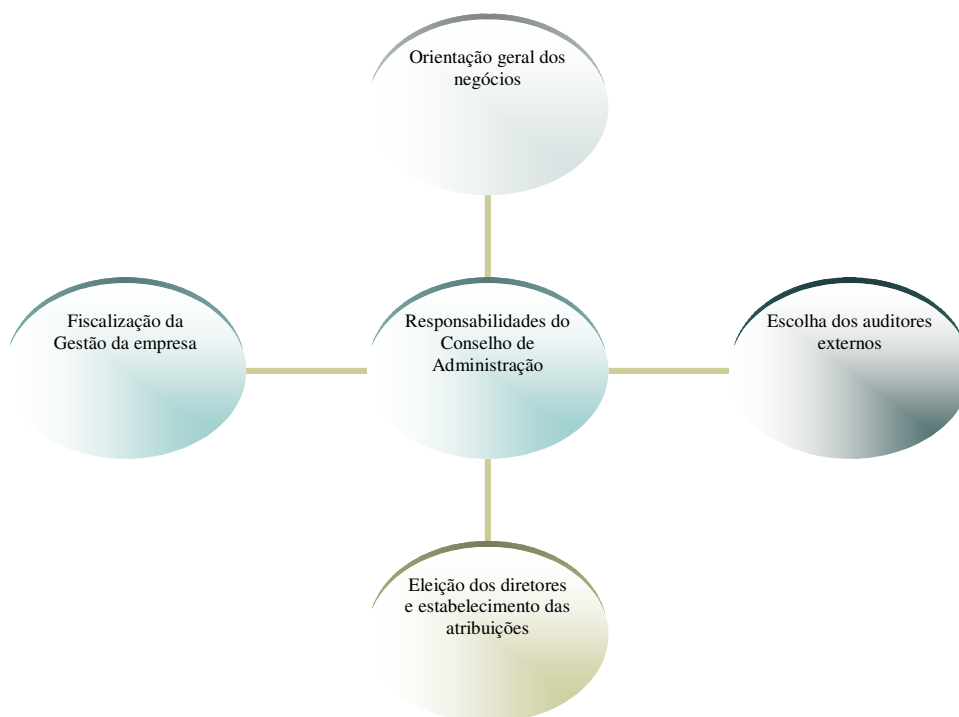 Orientação geral dos
negócios
Fiscalização da
Gestão da empresa
Responsabilidades do
Conselho de
Administração
Escolha dos auditores
externos
Eleição dos diretores
e estabelecimento das
atribuições